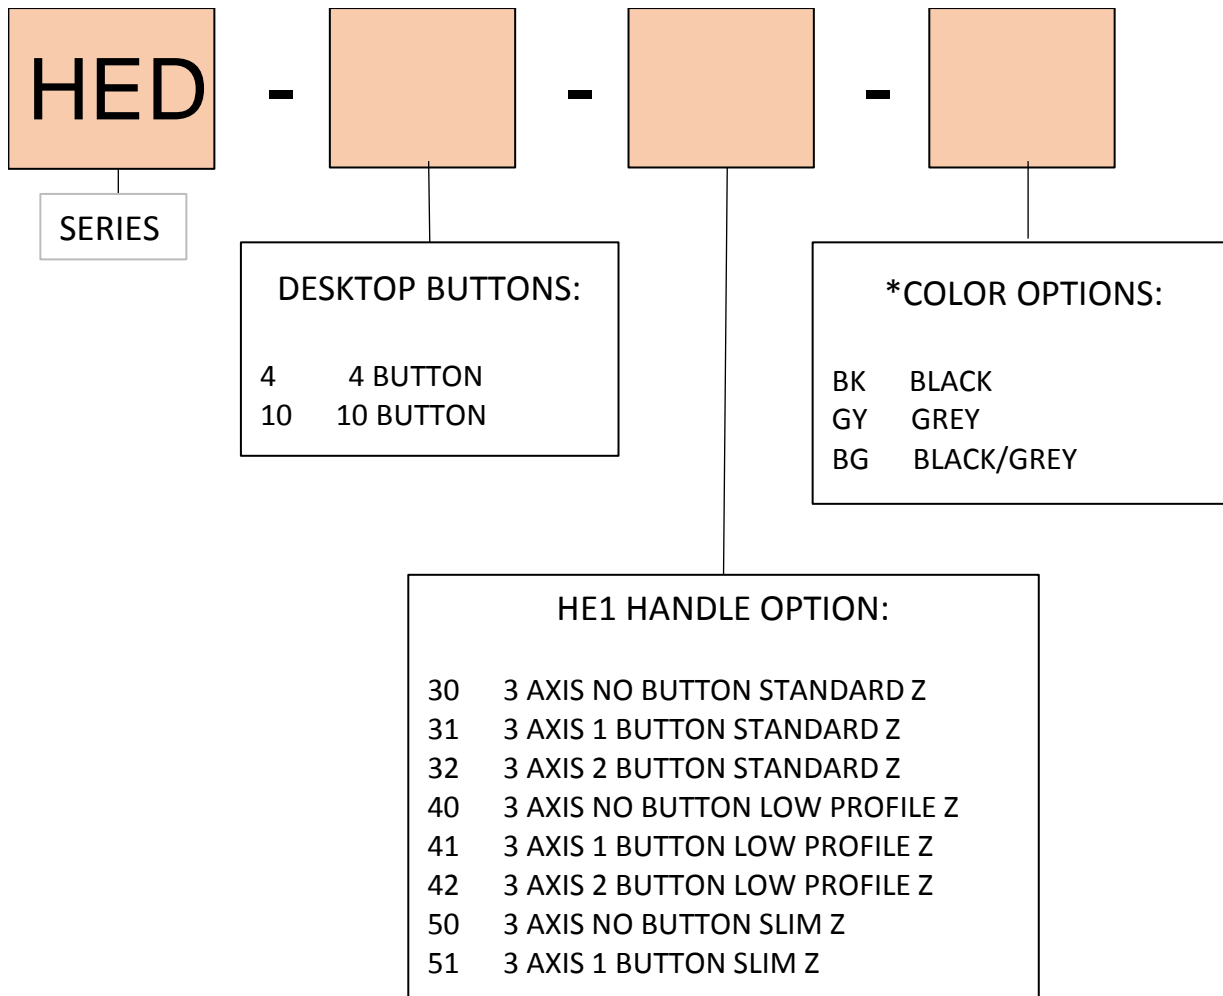 HED - - -
SERIES
DESKTOP BUTTONS:
4 4 BUTTON
10 10 BUTTON
*COLOR OPTIONS:
BK BLACK
GY GREY
BG BLACK/GREY
HE1 HANDLE OPTION:
30 3 AXIS NO BUTTON STANDARD Z
31 3 AXIS 1 BUTTON STANDARD Z
32 3 AXIS 2 BUTTON STANDARD Z
40 3 AXIS NO BUTTON LOW PROFILE Z
41 3 AXIS 1 BUTTON LOW PROFILE Z
42 3 AXIS 2 BUTTON LOW PROFILE Z
50 3 AXIS NO BUTTON SLIM Z
51 3 AXIS 1 BUTTON SLIM Z